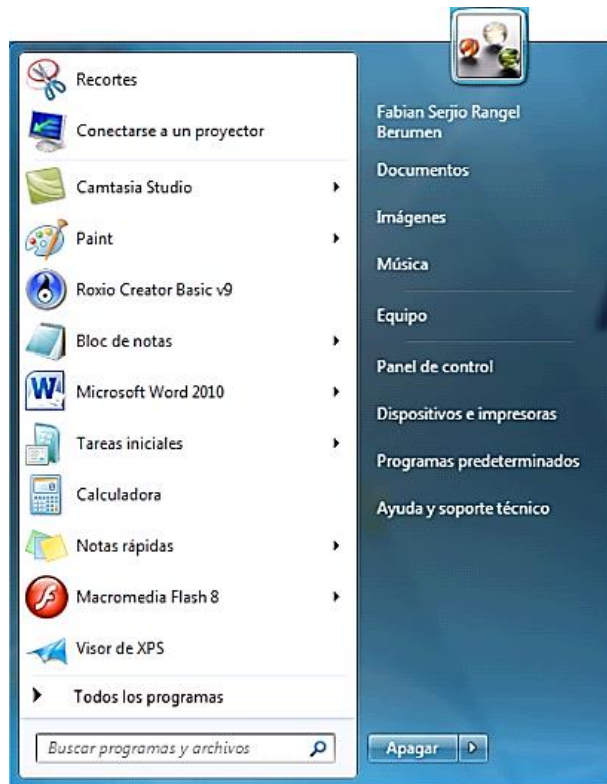 Recortes
Conectarse a un proyector
Camtasia Studio
Paint
Roxio Creator Basic v9
Bloc de notas
Microsoft Word 2010
Tareas iniciales
Calculadora
Notas rápidas
Macromedia Flash 8
Visor de XPS
Todos los programas
Buscar programas y archivos
Fabian Serjio Rangel
Berumen
Documentos
Imágenes
Música
Equipo
Panel de control
Dispositivos e impresoras
Programas predeterminados
Ayuda y soporte técnico
Apagar